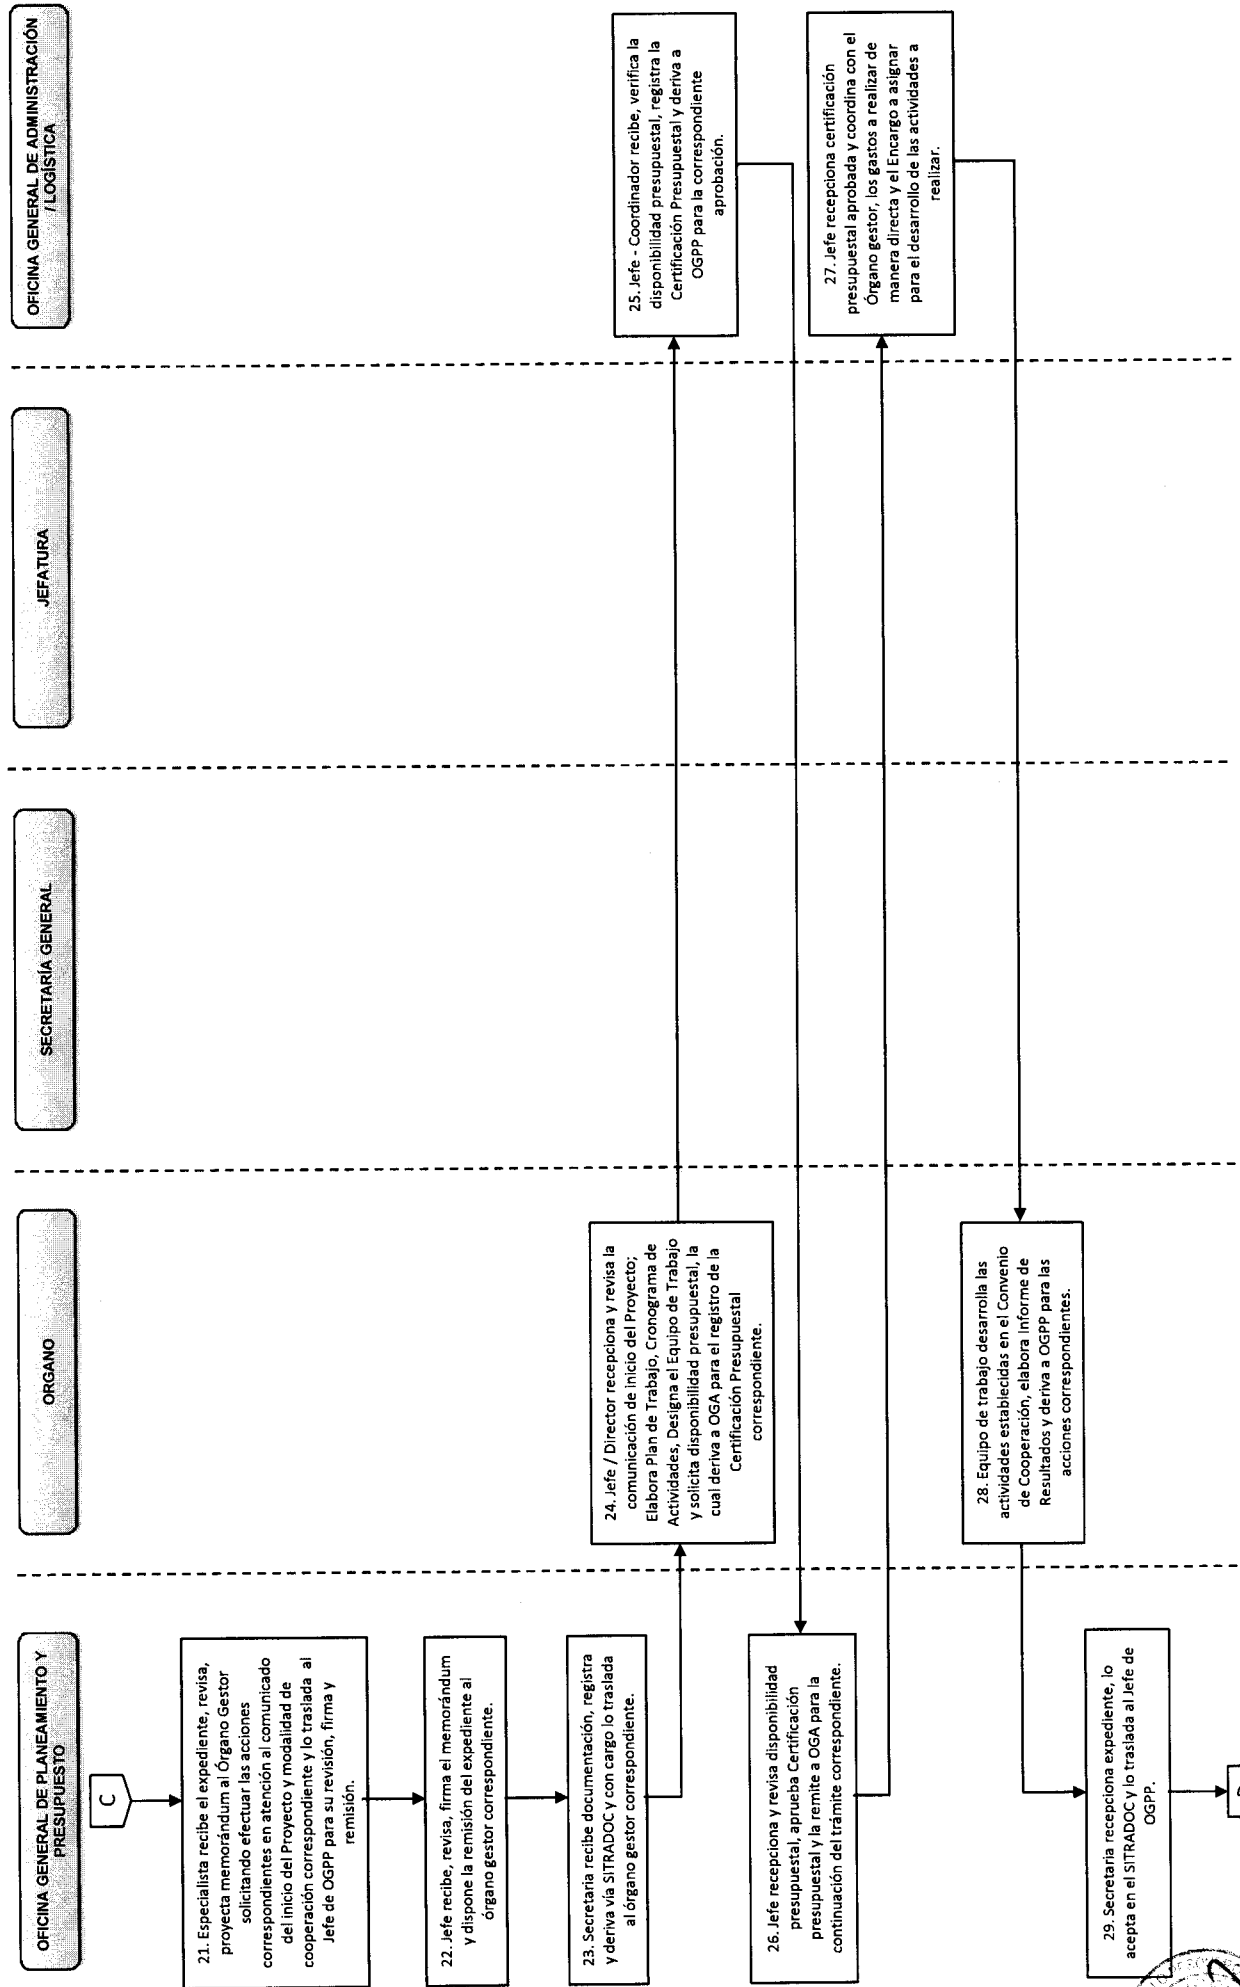 OFICINA GENERAL DE PLANEAMIENTO Y
PRESUPUESTO
ORGANO
SECRETARÍA GENERAL
JEFATURA
OFICINA GENERAL DE ADMINISTRACIÓN
/ LOGÍSTICA
C
21. Especialista recibe el expediente, revisa,
proyecta memorándum al Órgano Gestor
solicitando efectuar las acciones
correspondientes en atención al comunicado
del inicio del Proyecto y modalidad de
cooperación correspondiente y lo traslada al
Jefe de OGPP para su revisión, firma y
remisión.
22. Jefe recibe, revisa, firma el memorándum
y dispone la remisión del expediente al
órgano gestor correspondiente.
23. Secretaria recibe documentación, registra
y deriva vía SITRADOC y con cargo lo traslada
al órgano gestor correspondiente.
24. Jefe / Director recepciona y revisa la
comunicación de inicio del Proyecto;
Elabora Plan de Trabajo, Cronograma de
Actividades, Designa el Equipo de Trabajo
y solicita disponibilidad presupuestal, la
cual deriva a OGA para el registro de la
Certificación Presupuestal
correspondiente.
25. Jefe - Coordinador recibe, verifica la
disponibilidad presupuestal, registra la
Certificación Presupuestal y deriva a
OGPP para la correspondiente
aprobación.
26. Jefe recepciona y revisa disponibilidad
presupuestal, aprueba Certificación
presupuestal y la remite a OGA para la
continuación del trámite correspondiente.
27. Jefe recepciona certificación
presupuestal aprobada y coordina con el
Órgano gestor, los gastos a realizar de
manera directa y el Encargo a asignar
para el desarrollo de las actividades a
realizar.
28. Equipo de trabajo desarrolla las
actividades establecidas en el Convenio
de Cooperación, elabora Informe de
Resultados y deriva a OGPP para las
acciones correspondientes.
29. Secretaria recepciona expediente, lo
acepta en el SITRADOC y lo traslada al Jefe de
OGPP.